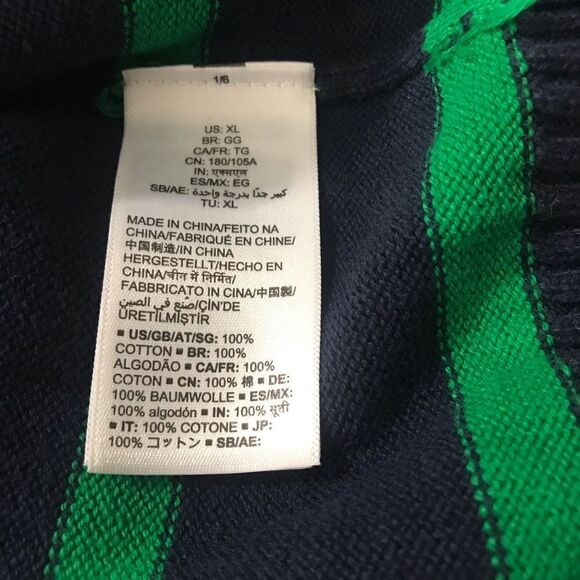 1/6
US: XL
BR: GG
CA/FR: TG
CN: 180/105A
IN: एक्सएल
ES/MX: EG
SB/AE: كبير جدًا بدرجة واحدة
TU: XL
MADE IN CHINA/FEITO NA
CHINA/FABRIQUÉ EN CHINE/
中国制造/IN CHINA
HERGESTELLT/HECHO EN
CHINA/चीन में निर्मित/
FABBRICATO IN CINA/中国製/
صُنع في الصين/ÇİN'DE
ÜRETİLMİŞTİR
■ US/GB/AT/SG: 100%
COTTON ■ BR: 100%
ALGODÃO ■ CA/FR: 100%
COTON ■ CN: 100% 棉 ■ DE:
100% BAUMWOLLE ■ ES/MX:
100% algodón ■ IN: 100% सूती
■ IT: 100% COTONE ■ JP:
100% コットン ■ SB/AE: